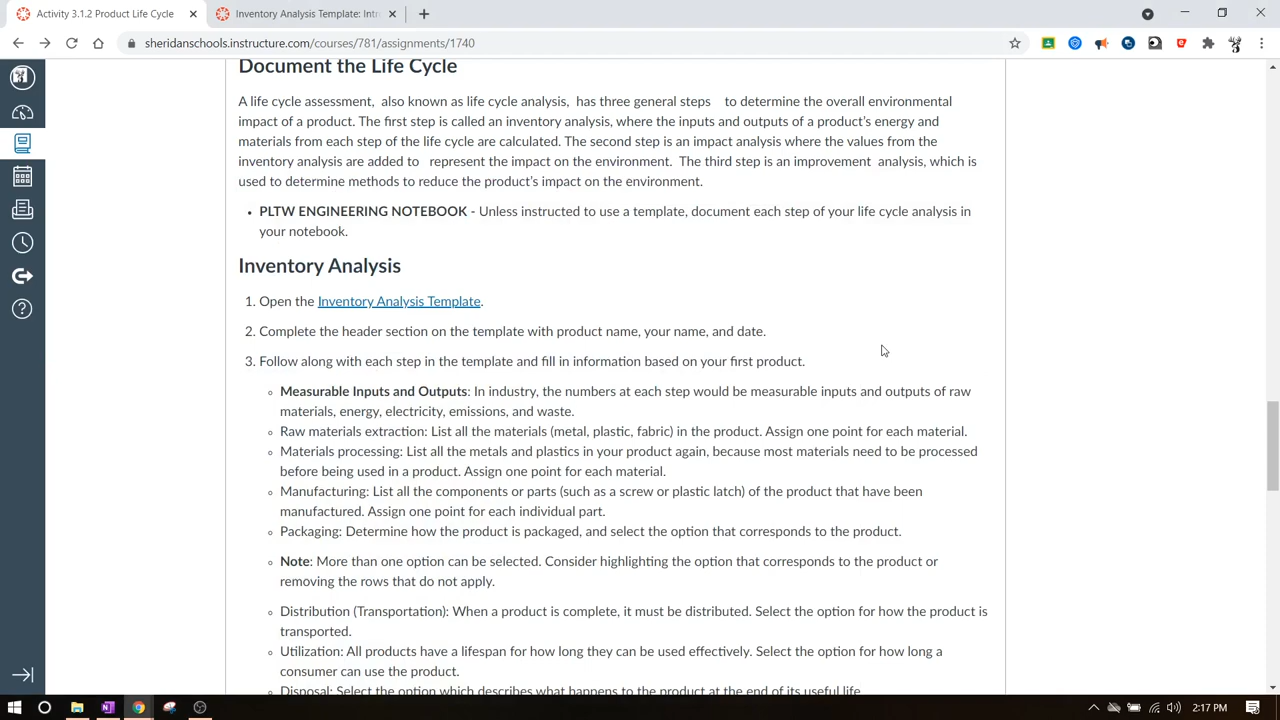 Activity 3.1.2 Product Life Cycle
Inventory Analysis Template: Intr
sheridanschools.instructure.com/courses/781/assignments/1740
Document the Life Cycle
A life cycle assessment, also known as life cycle analysis, has three general steps to determine the overall environmental
impact of a product. The first step is called an inventory analysis, where the inputs and outputs of a product's energy and
materials from each step of the life cycle are calculated. The second step is an impact analysis where the values from the
inventory analysis are added to represent the impact on the environment. The third step is an improvement analysis, which is
used to determine methods to reduce the product's impact on the environment.
• PLTW ENGINEERING NOTEBOOK - Unless instructed to use a template, document each step of your life cycle analysis in
your notebook.
Inventory Analysis
1. Open the Inventory Analysis Template.
2. Complete the header section on the template with product name, your name, and date.
3. Follow along with each step in the template and fill in information based on your first product.
◦ Measurable Inputs and Outputs: In industry, the numbers at each step would be measurable inputs and outputs of raw
materials, energy, electricity, emissions, and waste.
◦ Raw materials extraction: List all the materials (metal, plastic, fabric) in the product. Assign one point for each material.
◦ Materials processing: List all the metals and plastics in your product again, because most materials need to be processed
before being used in a product. Assign one point for each material.
◦ Manufacturing: List all the components or parts (such as a screw or plastic latch) of the product that have been
manufactured. Assign one point for each individual part.
◦ Packaging: Determine how the product is packaged, and select the option that corresponds to the product.
◦ Note: More than one option can be selected. Consider highlighting the option that corresponds to the product or
removing the rows that do not apply.
◦ Distribution (Transportation): When a product is complete, it must be distributed. Select the option for how the product is
transported.
◦ Utilization: All products have a lifespan for how long they can be used effectively. Select the option for how long a
consumer can use the product.
◦ Disposal: Select the option which describes what happens to the product at the end of its useful life.
2:17 PM